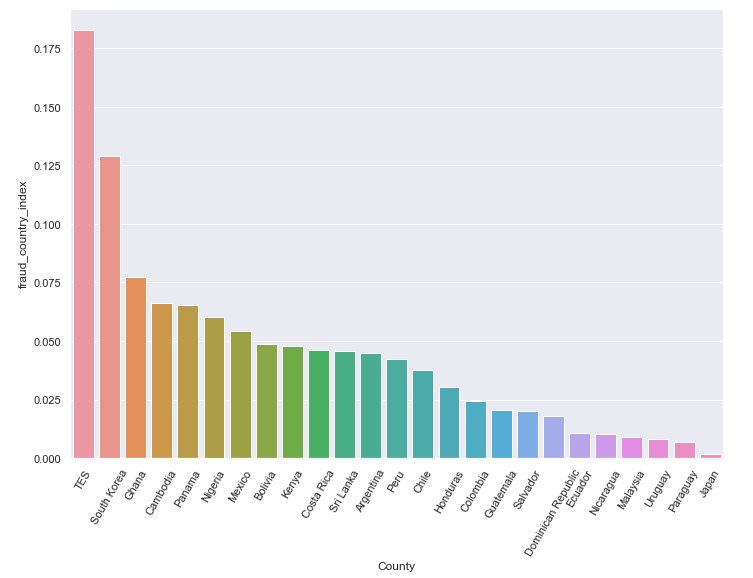 0.175
0.150
0.125
0.100
0.075
0.050
0.025
0.000
fraud_country_index
TES
South Korea
Ghana
Cambodia
Panama
Nigeria
Mexico
Bolivia
Kenya
Costa Rica
Sri Lanka
Argentina
Peru
Chile
Honduras
Colombia
Guatemala
Salvador
Dominican Republic
Ecuador
Nicaragua
Malaysia
Uruguay
Paraguay
Japan
County